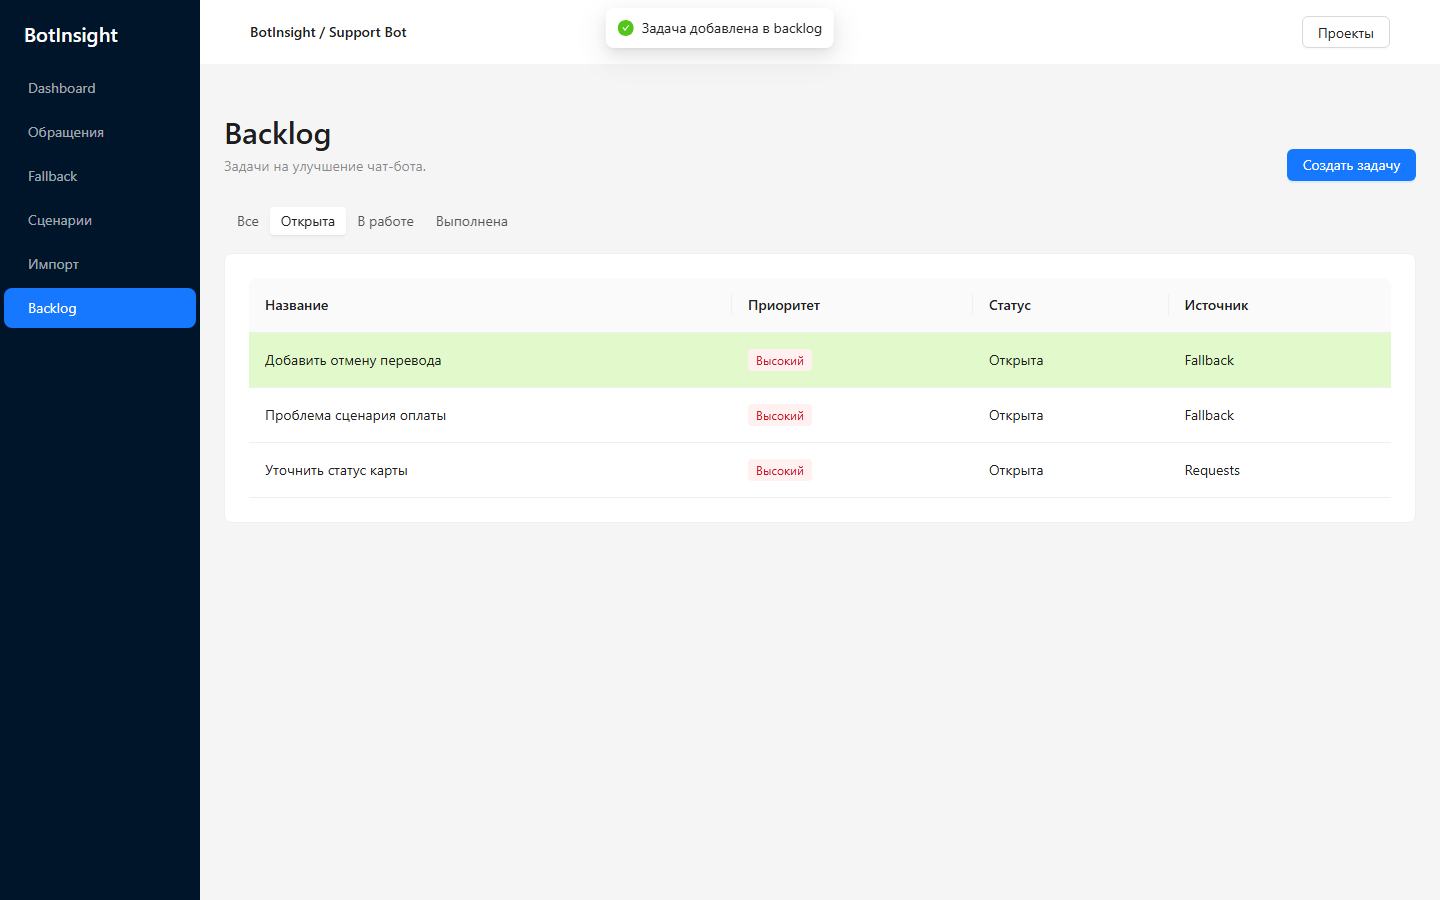 BotInsight
Dashboard
Обращения
Fallback
Сценарии
Импорт
Backlog
BotInsight / Support Bot
Задача добавлена в backlog
Проекты
Backlog
Задачи на улучшение чат-бота.
Создать задачу
Все Открыта В работе Выполнена
Название Приоритет Статус Источник
Добавить отмену перевода Высокий Открыта Fallback
Проблема сценария оплаты Высокий Открыта Fallback
Уточнить статус карты Высокий Открыта Requests